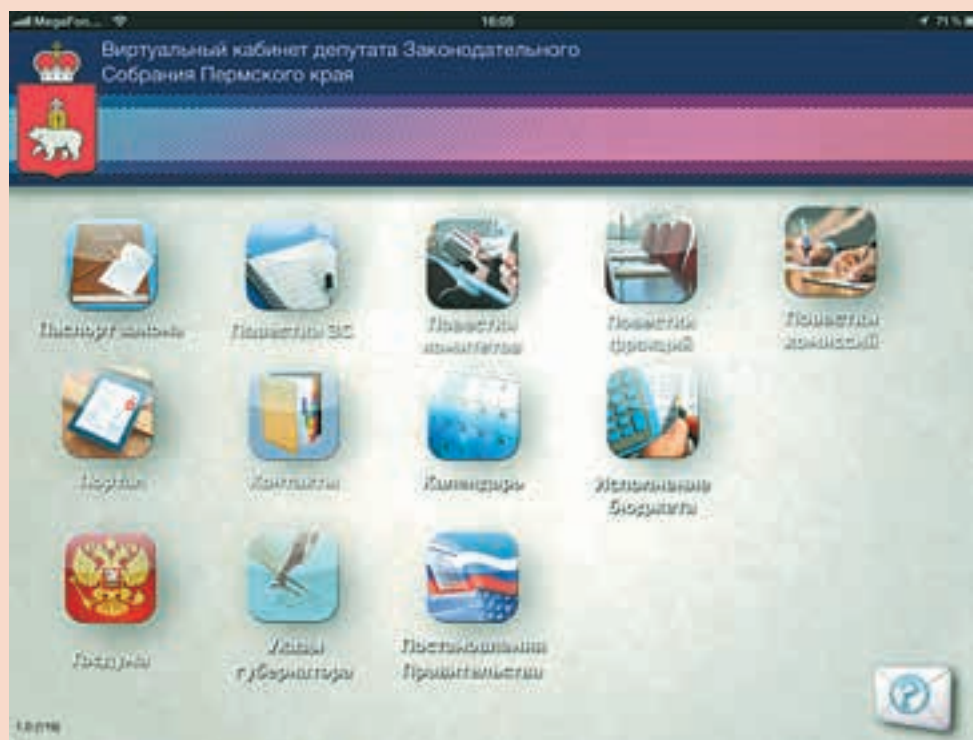 MegaFon...
16:05
71 %
Виртуальный кабинет депутата Законодательного
Собрания Пермского края
Паспорт закона
Повестки ЗС
Повестки
комитетов
Повестки
фракций
Повестки
комиссий
Портал
Контакты
Календарь
Исполнение
бюджета
Госдума
Указы
губернатора
Постановления
Правительства